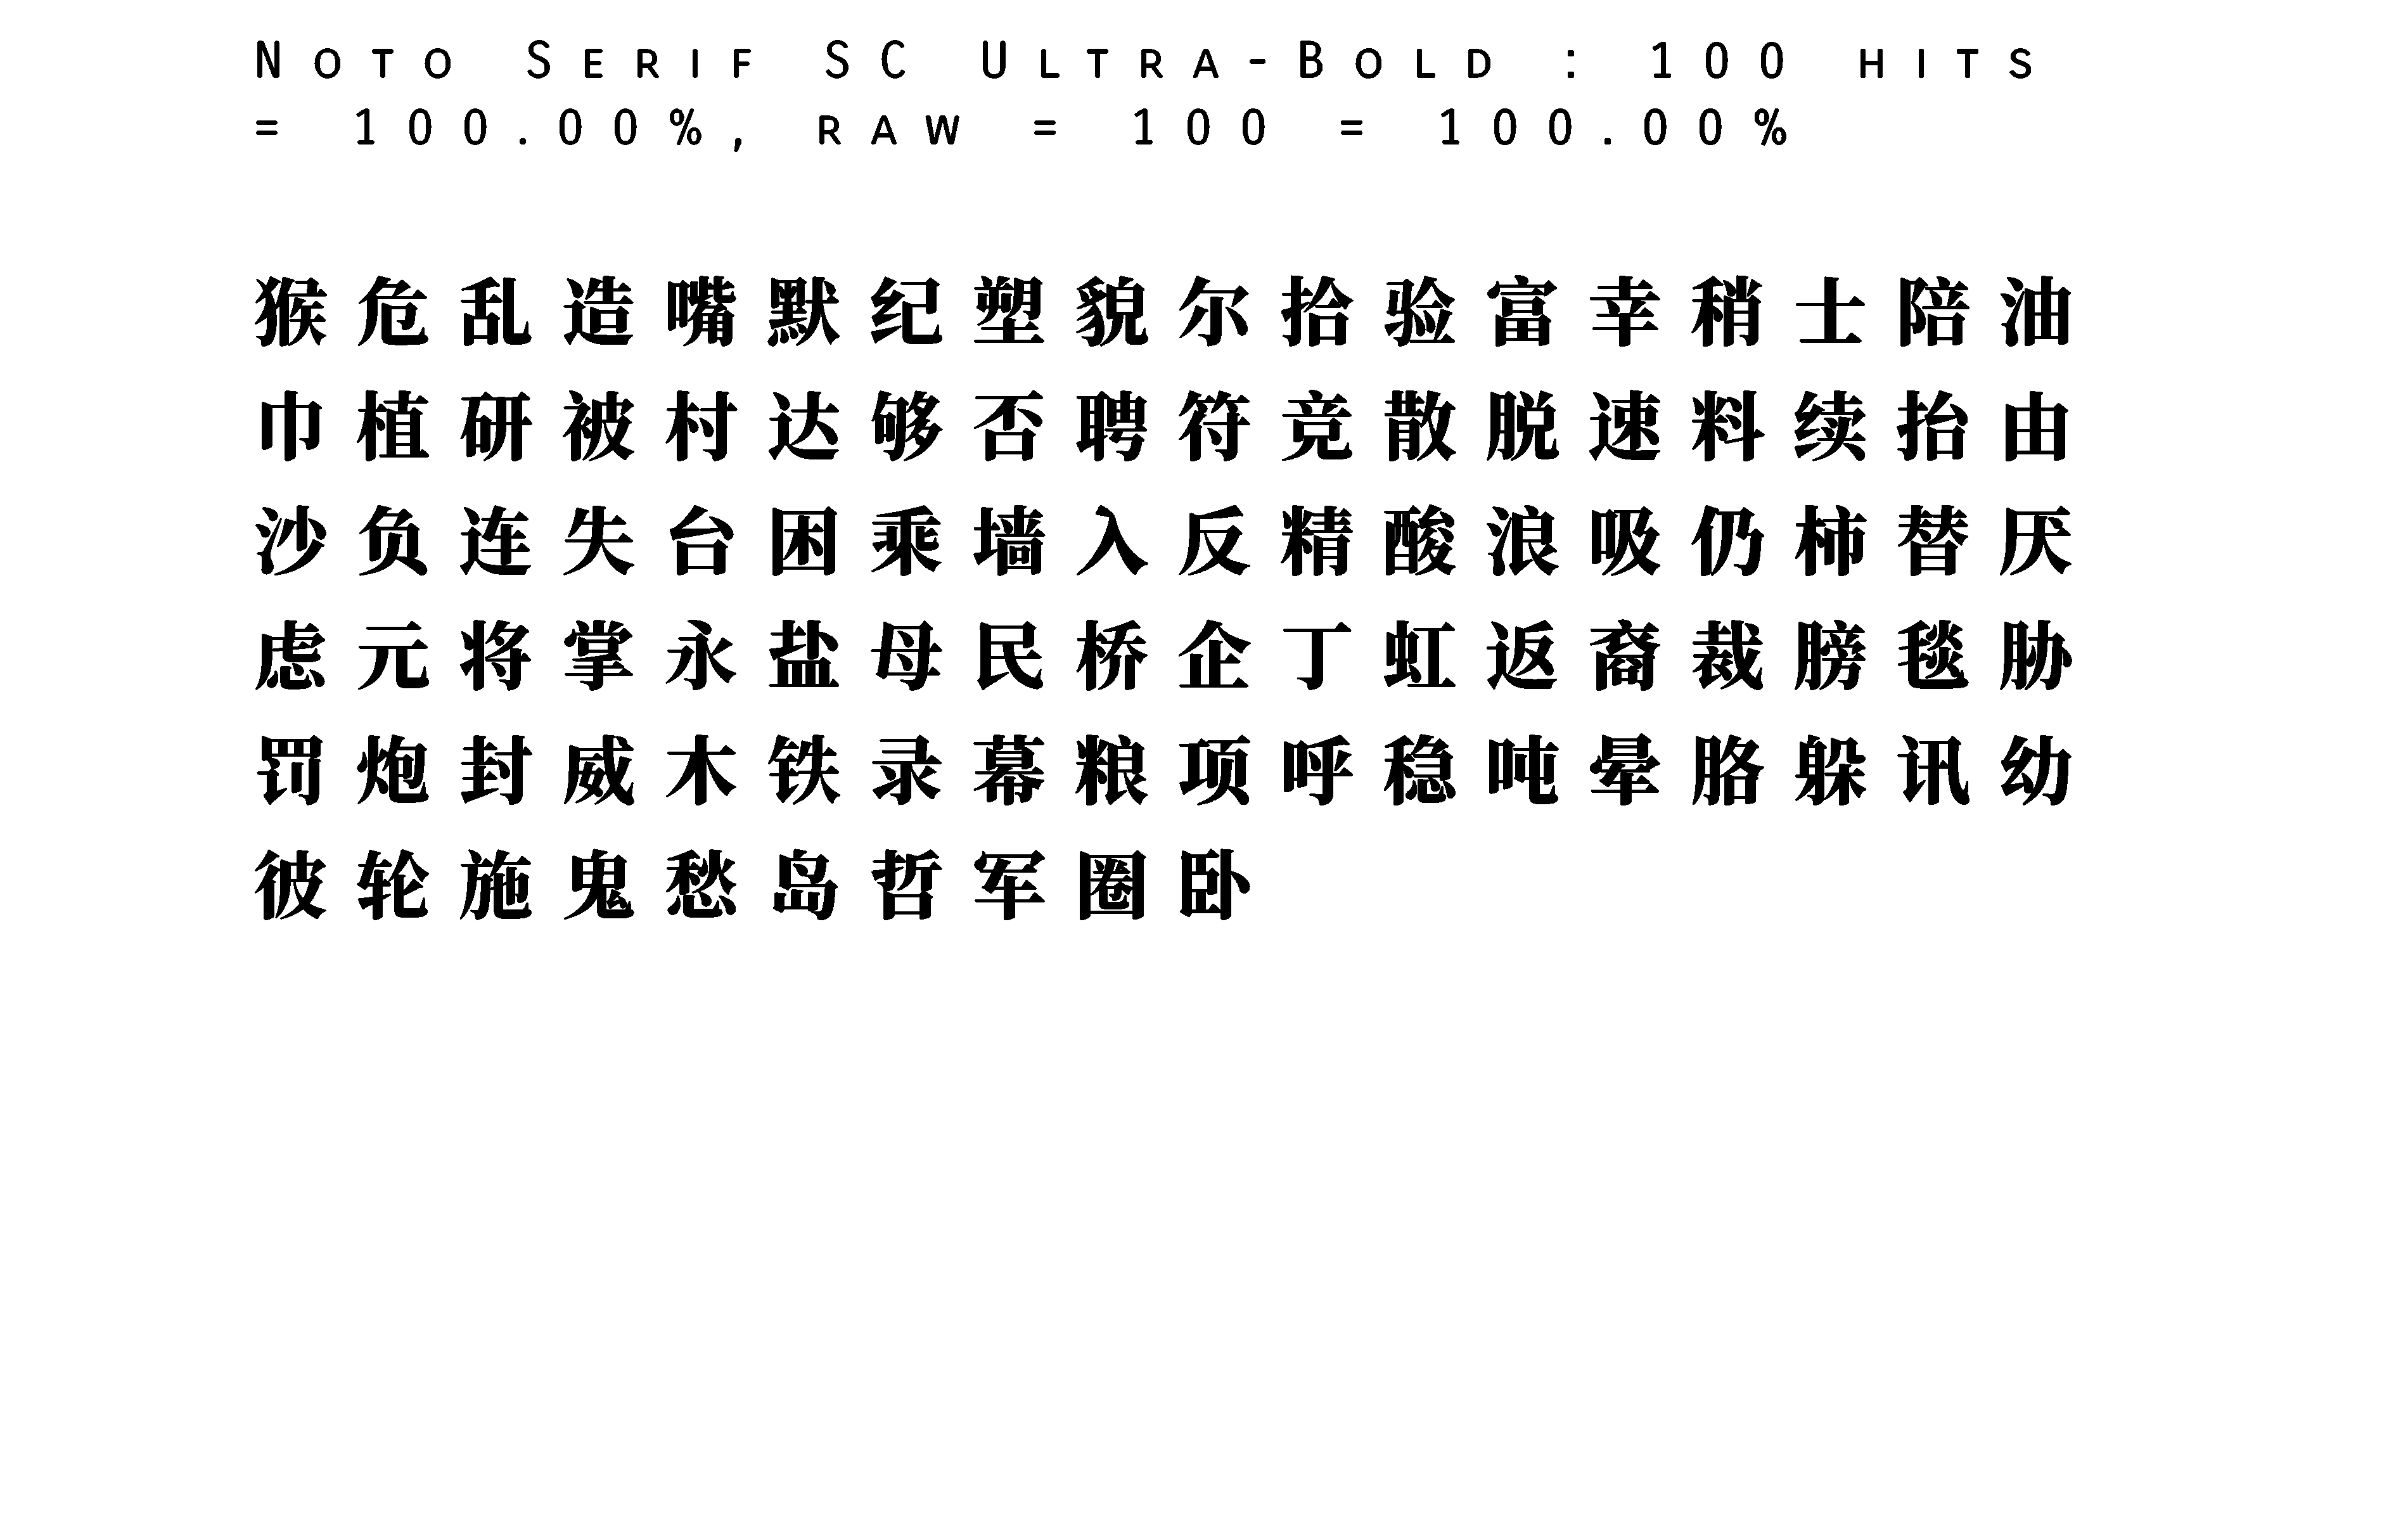 Noto Serif SC Ultra-Bold : 100 hits
= 100.00%, raw = 100 = 100.00%
猴危乱造嘴默纪塑貌尔拾验富幸稍士陪油
巾植研被村达够否聘符竞散脱速料续抬由
沙负连失台困乘墙入反精酸浪吸仍柿替厌
虑元将掌永盐母民桥企丁虹返裔裁膀毯胁
罚炮封威木铁录幕粮项呼稳吨晕胳躲讯幼
彼轮施鬼愁岛哲军圈卧